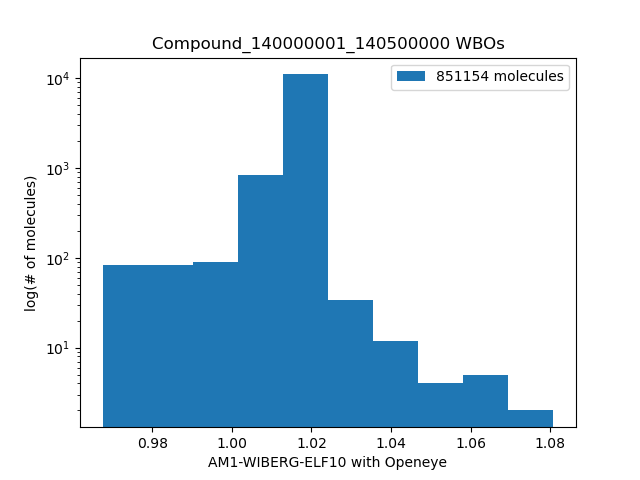 Compound_140000001_140500000 WBOs
851154 molecules
log(# of molecules)
10⁴
10³
10²
10¹
0.98 1.00 1.02 1.04 1.06 1.08
AM1-WIBERG-ELF10 with Openeye